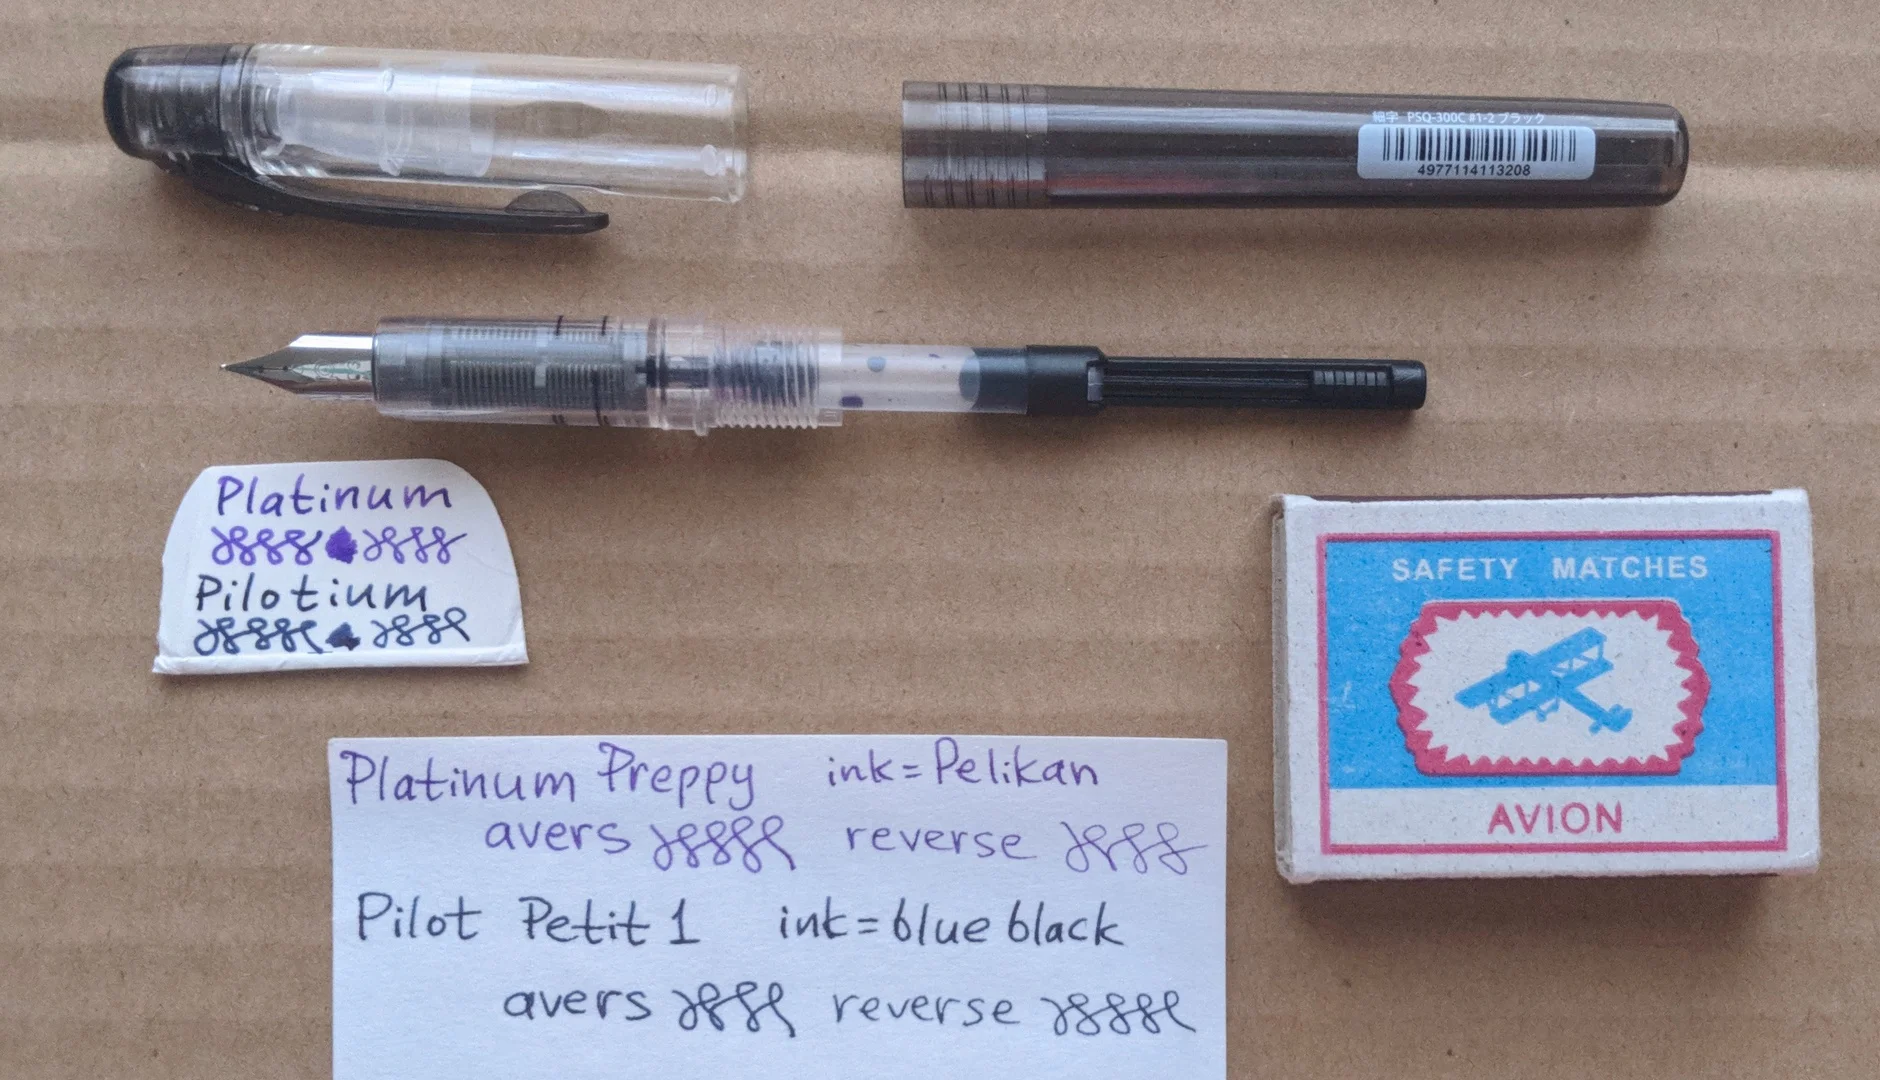 細字 PSQ-300C #1-2 ブラック
4977114113208
Platinum
Pilotium
SAFETY MATCHES
AVION
Platinum Preppy ink=Pelikan
avers reverse
Pilot Petit 1 ink=blue black
avers reverse